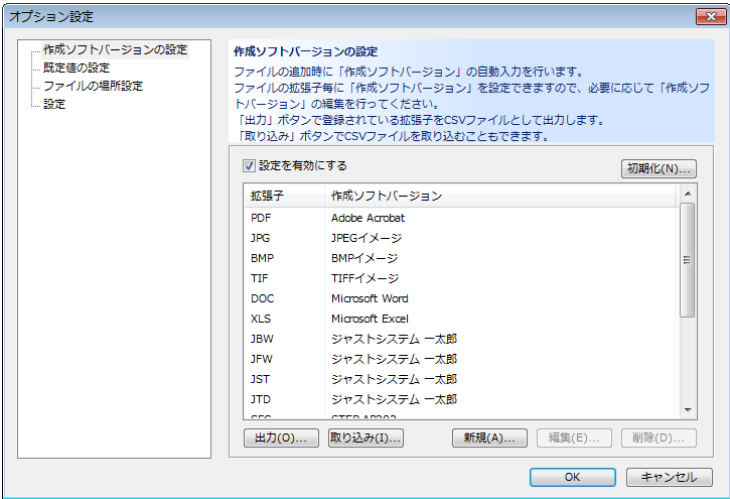 オプション設定
作成ソフトバージョンの設定
既定値の設定
ファイルの場所設定
設定
作成ソフトバージョンの設定
ファイルの追加時に「作成ソフトバージョン」の自動入力を行います。
ファイルの拡張子毎に「作成ソフトバージョン」を設定できますので、必要に応じて「作成ソフ
トバージョン」の編集を行ってください。
「出力」ボタンで登録されている拡張子をCSVファイルとして出力します。
「取り込み」ボタンでCSVファイルを取り込むこともできます。
設定を有効にする
初期化(N)...
拡張子 作成ソフトバージョン
PDF Adobe Acrobat
JPG JPEGイメージ
BMP BMPイメージ
TIF TIFFイメージ
DOC Microsoft Word
XLS Microsoft Excel
JBW ジャストシステム 一太郎
JFW ジャストシステム 一太郎
JST ジャストシステム 一太郎
JTD ジャストシステム 一太郎
出力(O)... 取り込み(I)... 新規(A)... 編集(E)... 削除(D)...
OK キャンセル